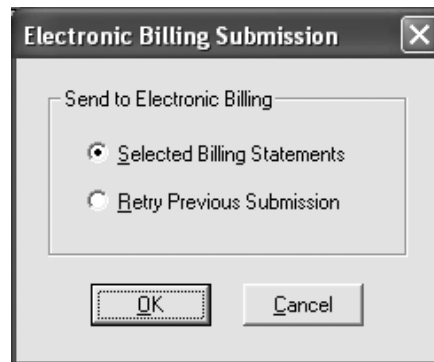 Electronic Billing Submission
Send to Electronic Billing
Selected Billing Statements
Retry Previous Submission
OK
Cancel